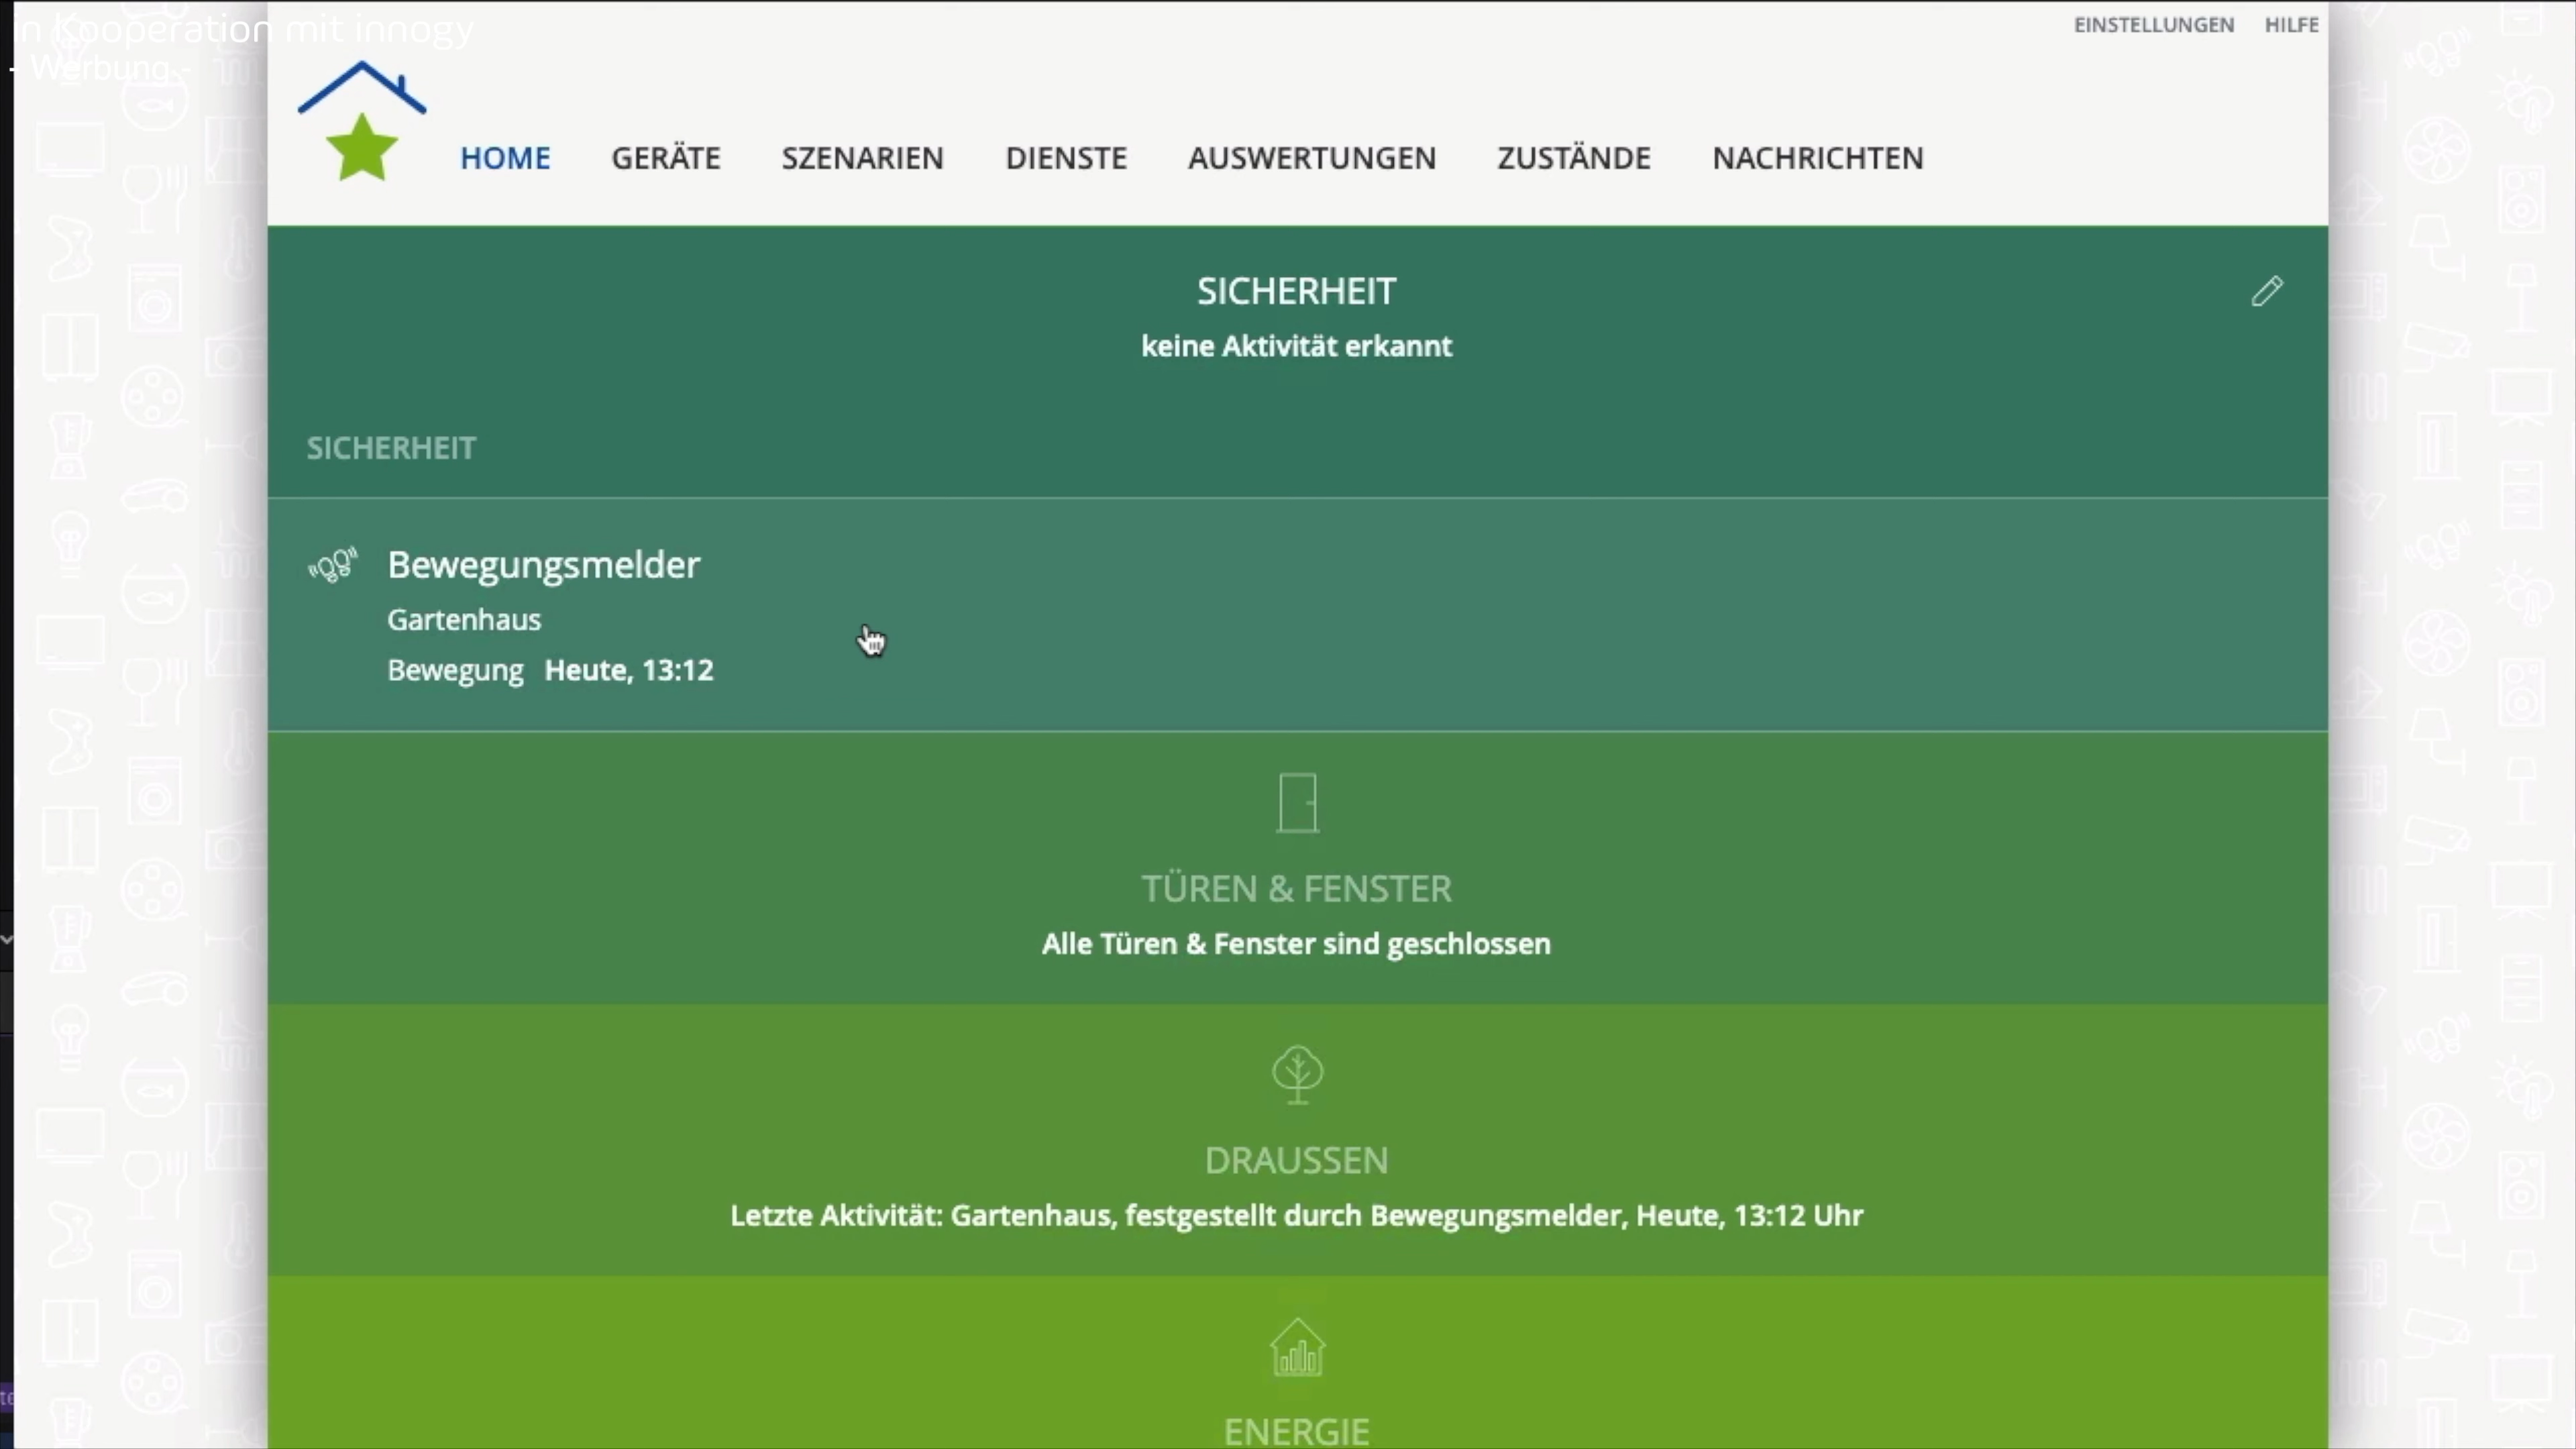 in Kooperation mit innogy
- Werbung -
EINSTELLUNGEN HILFE
HOME GERÄTE SZENARIEN DIENSTE AUSWERTUNGEN ZUSTÄNDE NACHRICHTEN
SICHERHEIT
keine Aktivität erkannt
SICHERHEIT
Bewegungsmelder
Gartenhaus
Bewegung Heute, 13:12
TÜREN & FENSTER
Alle Türen & Fenster sind geschlossen
DRAUSSEN
Letzte Aktivität: Gartenhaus, festgestellt durch Bewegungsmelder, Heute, 13:12 Uhr
ENERGIE